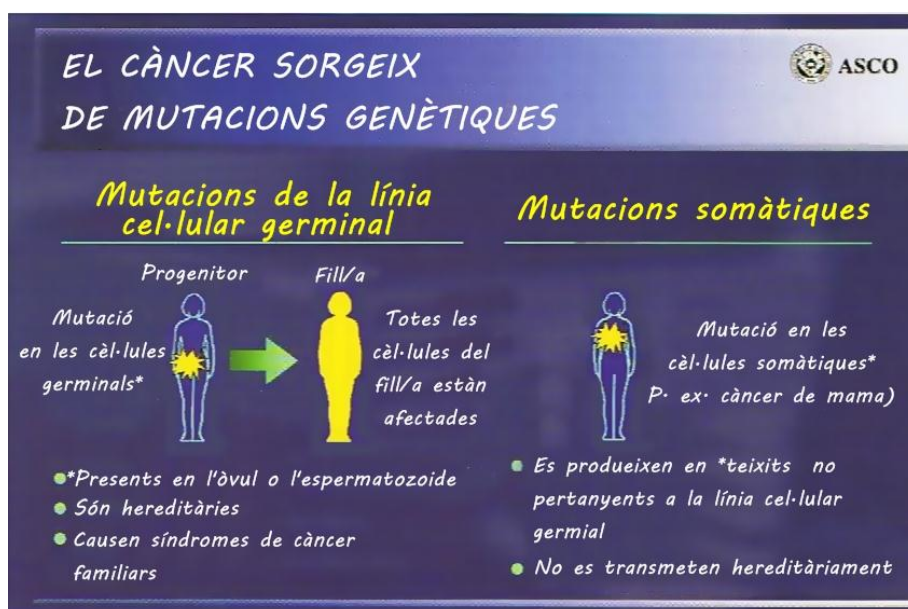 EL CÀNCER SORGEIX
DE MUTACIONS GENÈTIQUES
ASCO
Mutacions de la línia
cel·lular germinal
Progenitor
Fill/a
Mutació
en les cèl·lules
germinals*
Totes les
cèl·lules del
fill/a estàn
afectades
*Presents en l'òvul o l'espermatozoide
Són hereditàries
Causen síndromes de càncer
familiars
Mutacions somàtiques
Mutació en les
cèl·lules somàtiques*
P. ex. càncer de mama)
Es produeixen en *teixits no
pertanyents a la línia cel·lular
germial
No es transmeten hereditàriament